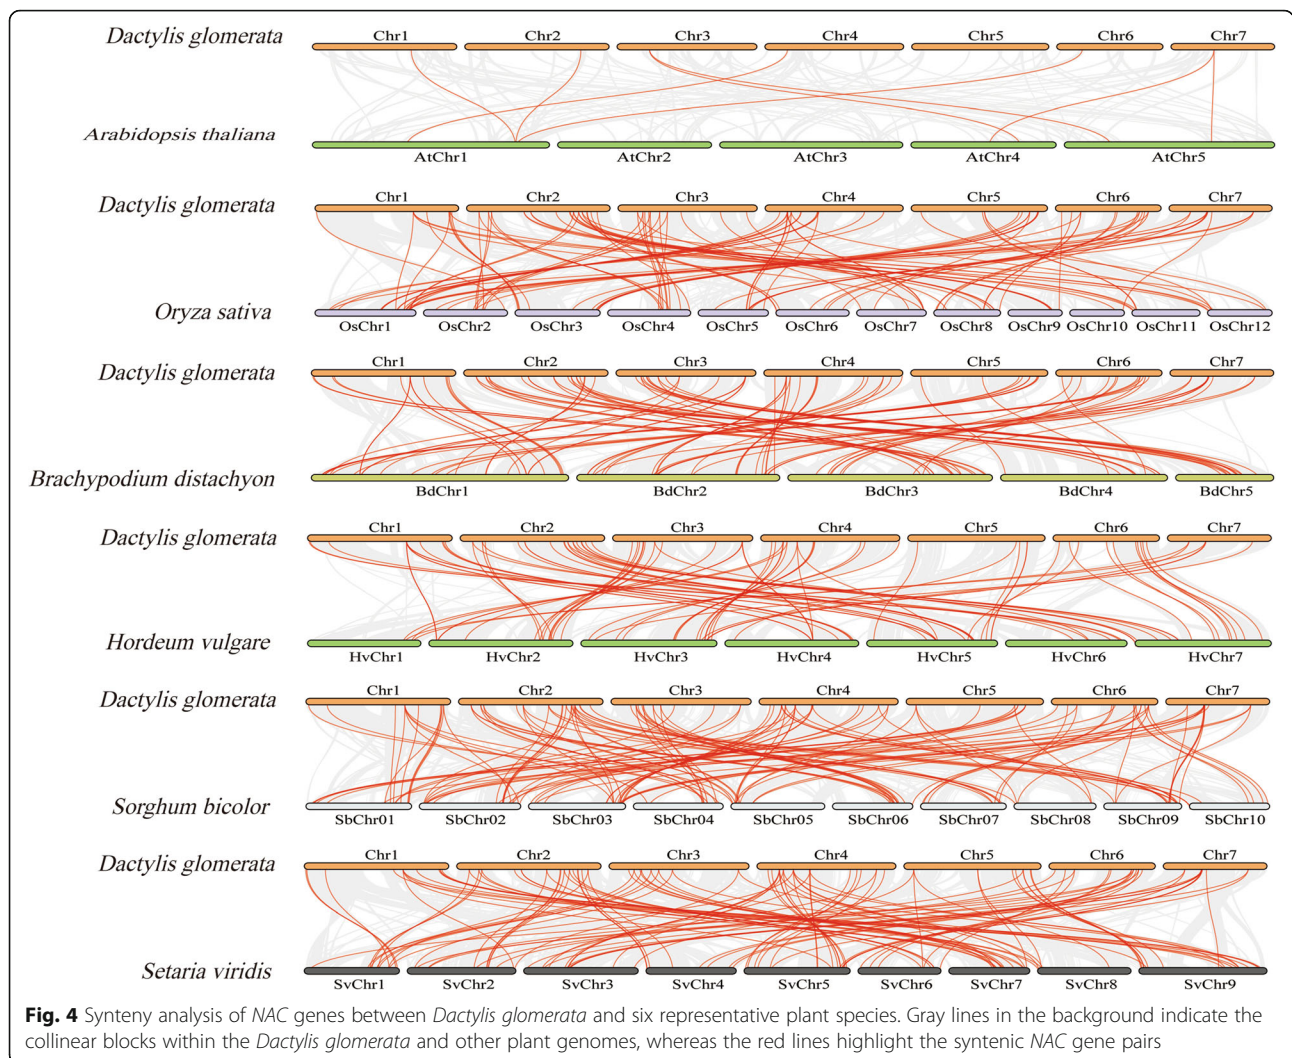 Dactylis glomerata
Chr1 Chr2 Chr3 Chr4 Chr5 Chr6 Chr7
Arabidopsis thaliana
AtChr1 AtChr2 AtChr3 AtChr4 AtChr5
Dactylis glomerata
Chr1 Chr2 Chr3 Chr4 Chr5 Chr6 Chr7
Oryza sativa
OsChr1 OsChr2 OsChr3 OsChr4 OsChr5 OsChr6 OsChr7 OsChr8 OsChr9 OsChr10 OsChr11 OsChr12
Dactylis glomerata
Chr1 Chr2 Chr3 Chr4 Chr5 Chr6 Chr7
Brachypodium distachyon
BdChr1 BdChr2 BdChr3 BdChr4 BdChr5
Dactylis glomerata
Chr1 Chr2 Chr3 Chr4 Chr5 Chr6 Chr7
Hordeum vulgare
HvChr1 HvChr2 HvChr3 HvChr4 HvChr5 HvChr6 HvChr7
Dactylis glomerata
Chr1 Chr2 Chr3 Chr4 Chr5 Chr6 Chr7
Sorghum bicolor
SbChr01 SbChr02 SbChr03 SbChr04 SbChr05 SbChr06 SbChr07 SbChr08 SbChr09 SbChr10
Dactylis glomerata
Chr1 Chr2 Chr3 Chr4 Chr5 Chr6 Chr7
Setaria viridis
SvChr1 SvChr2 SvChr3 SvChr4 SvChr5 SvChr6 SvChr7 SvChr8 SvChr9
Fig. 4 Synteny analysis of NAC genes between Dactylis glomerata and six representative plant species. Gray lines in the background indicate the
collinear blocks within the Dactylis glomerata and other plant genomes, whereas the red lines highlight the syntenic NAC gene pairs